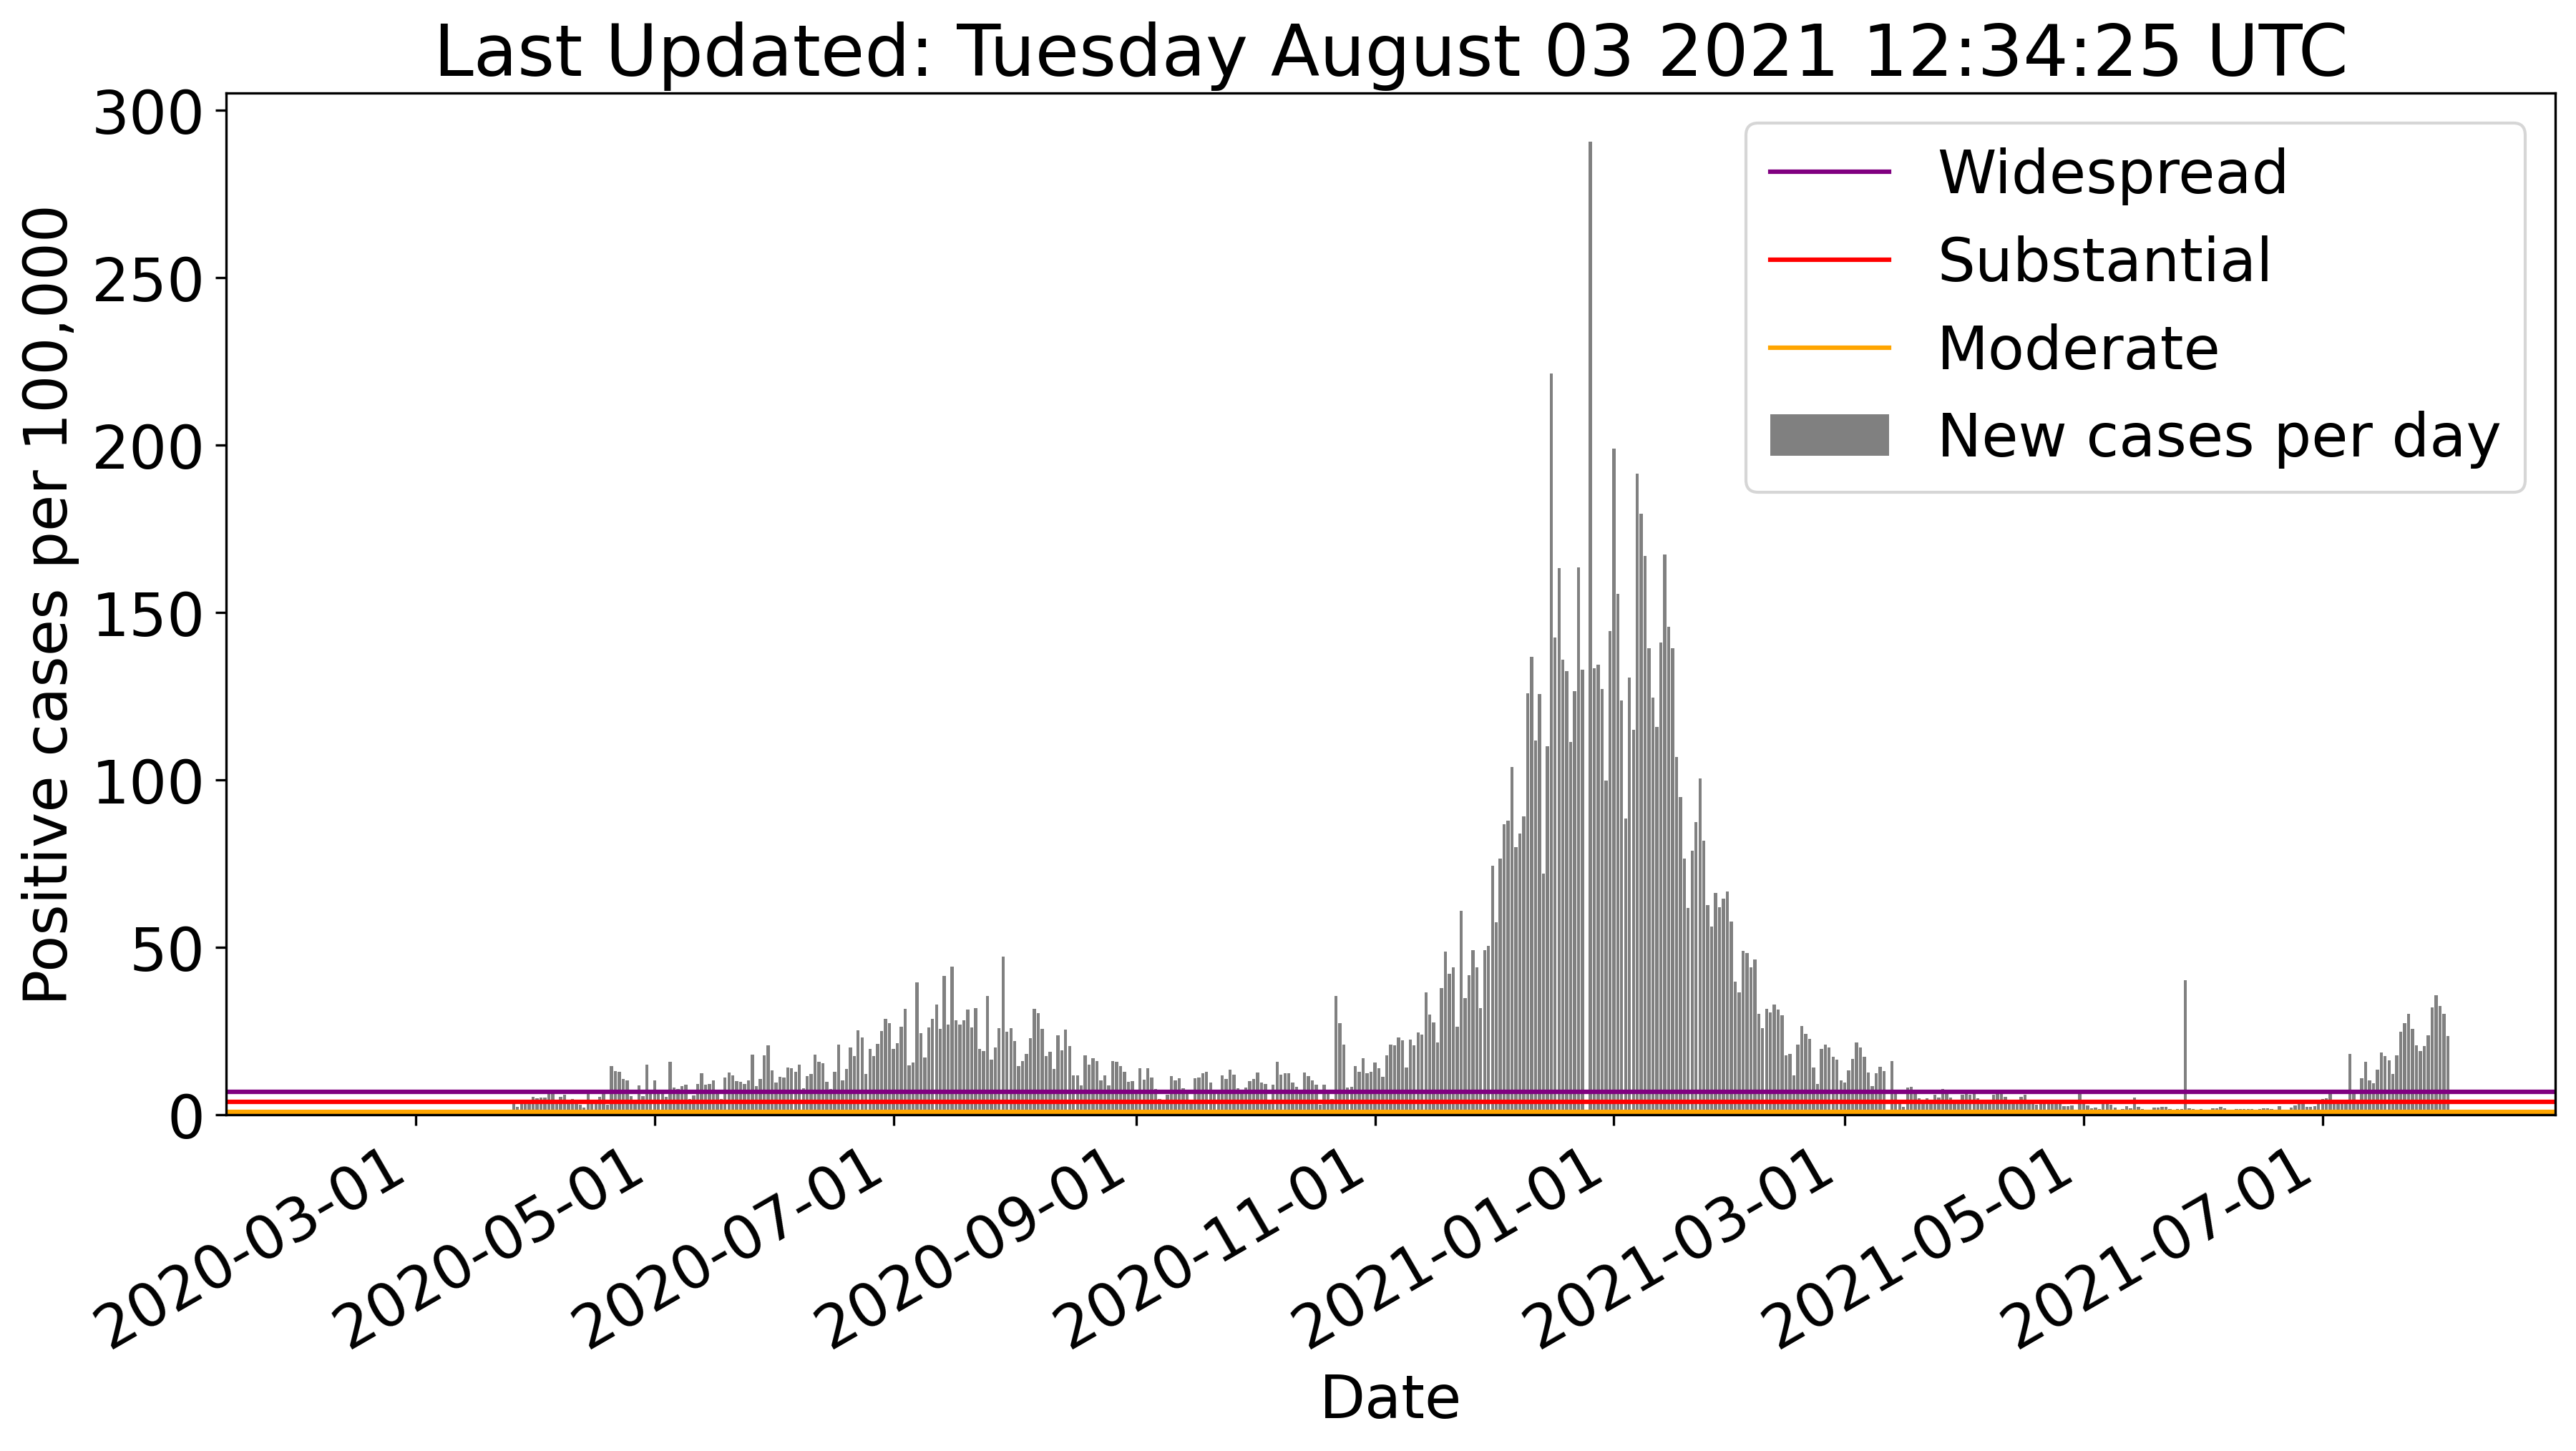 Last Updated: Tuesday August 03 2021 12:34:25 UTC
Positive cases per 100,000
300
250
200
150
100
50
0
Widespread
Substantial
Moderate
New cases per day
2020-03-01
2020-05-01
2020-07-01
2020-09-01
2020-11-01
2021-01-01
2021-03-01
2021-05-01
2021-07-01
Date